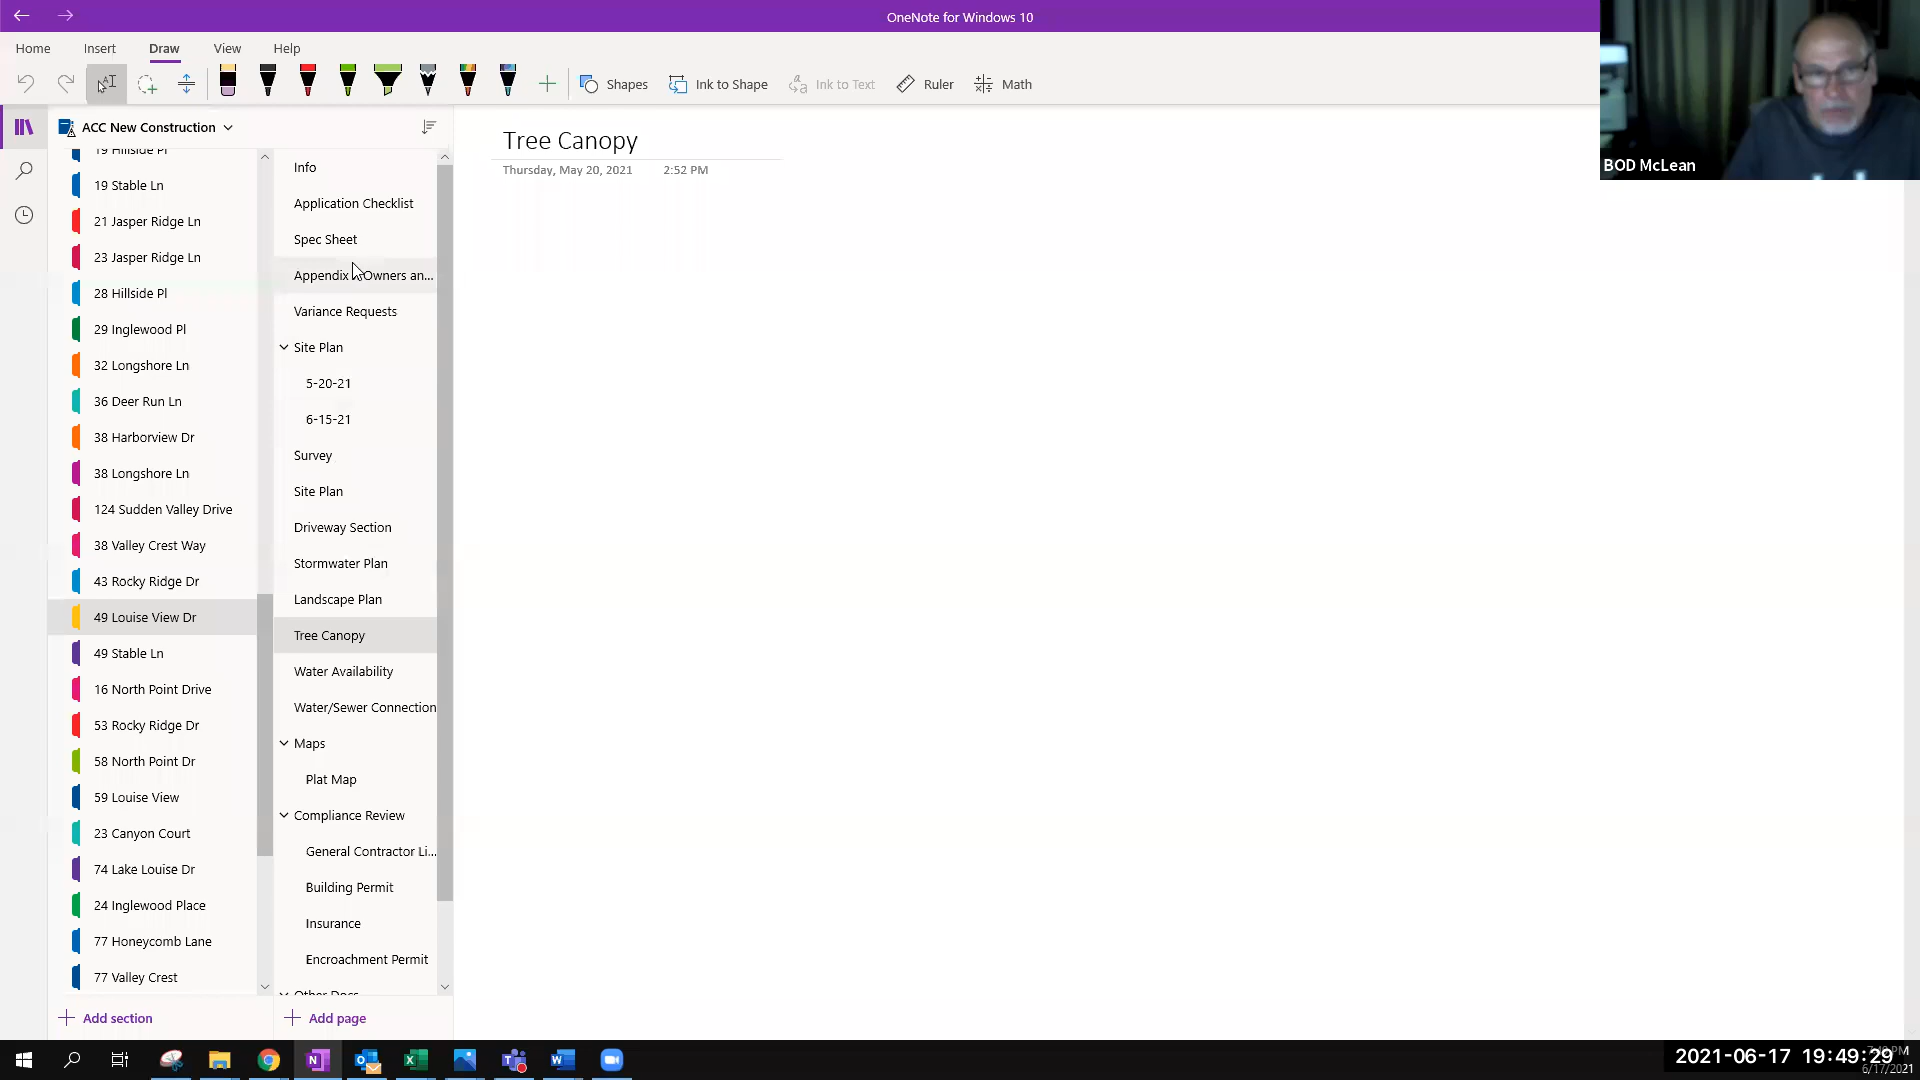 OneNote for Windows 10
Home Insert Draw View Help
Shapes Ink to Shape Ink to Text Ruler Math
BOD McLean
ACC New Construction
19 Hillside Pl
19 Stable Ln
21 Jasper Ridge Ln
23 Jasper Ridge Ln
28 Hillside Pl
29 Inglewood Pl
32 Longshore Ln
36 Deer Run Ln
38 Harborview Dr
38 Longshore Ln
124 Sudden Valley Drive
38 Valley Crest Way
43 Rocky Ridge Dr
49 Louise View Dr
49 Stable Ln
16 North Point Drive
53 Rocky Ridge Dr
58 North Point Dr
59 Louise View
23 Canyon Court
74 Lake Louise Dr
24 Inglewood Place
77 Honeycomb Lane
77 Valley Crest
Add section
Info
Application Checklist
Spec Sheet
Appendix Owners an...
Variance Requests
Site Plan
5-20-21
6-15-21
Survey
Site Plan
Driveway Section
Stormwater Plan
Landscape Plan
Tree Canopy
Water Availability
Water/Sewer Connection
Maps
Plat Map
Compliance Review
General Contractor Li...
Building Permit
Insurance
Encroachment Permit
Other Docs
Add page
Tree Canopy
Thursday, May 20, 2021 2:52 PM
2021-06-17 19:49:29
6/17/2021